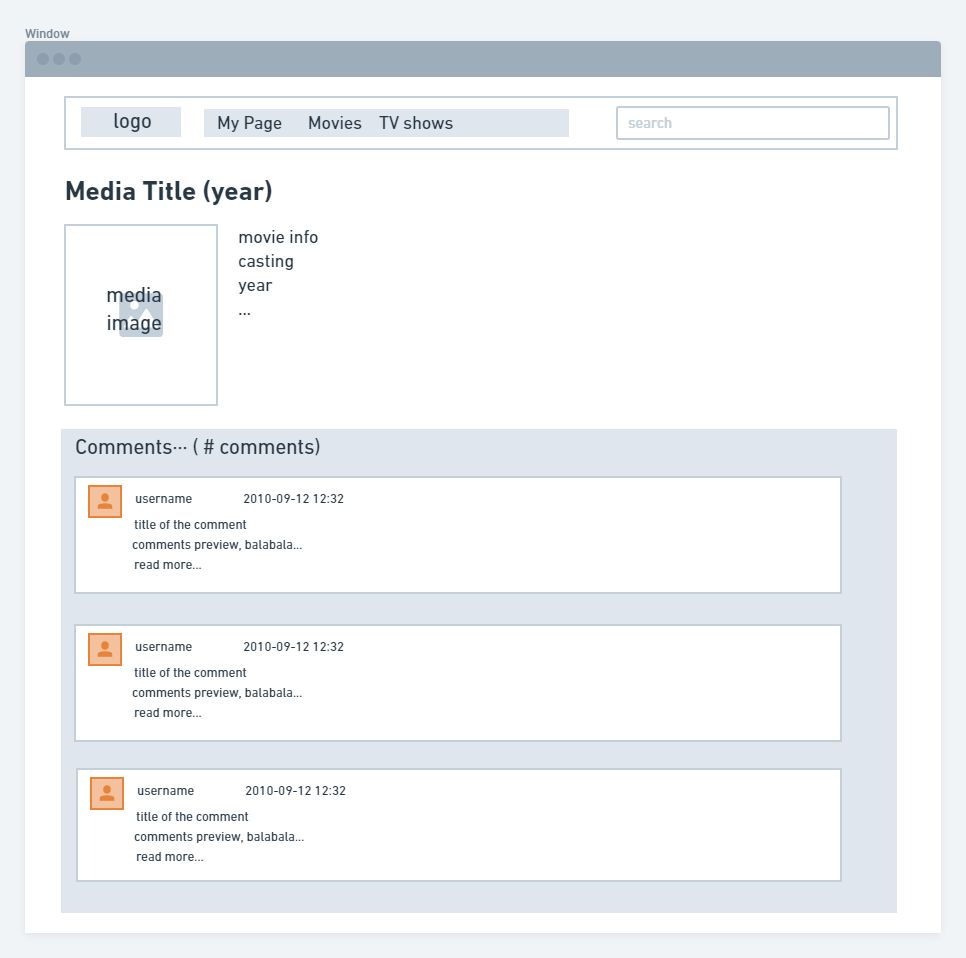 Window
logo
My Page Movies TV shows
search
Media Title (year)
media
image
movie info
casting
year
...
Comments··· ( # comments)
username 2010-09-12 12:32
title of the comment
comments preview, balabala...
read more...
username 2010-09-12 12:32
title of the comment
comments preview, balabala...
read more...
username 2010-09-12 12:32
title of the comment
comments preview, balabala...
read more...